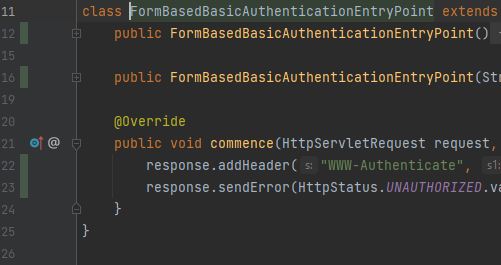 11 class FormBasedBasicAuthenticationEntryPoint extends
12 public FormBasedBasicAuthenticationEntryPoint()
15
16 public FormBasedBasicAuthenticationEntryPoint(Str
19
20 @Override
21 @ public void commence(HttpServletRequest request,
22 response.addHeader( s: "WWW-Authenticate", s1:
23 response.sendError(HttpStatus.UNAUTHORIZED.va
24 }
25 }
26